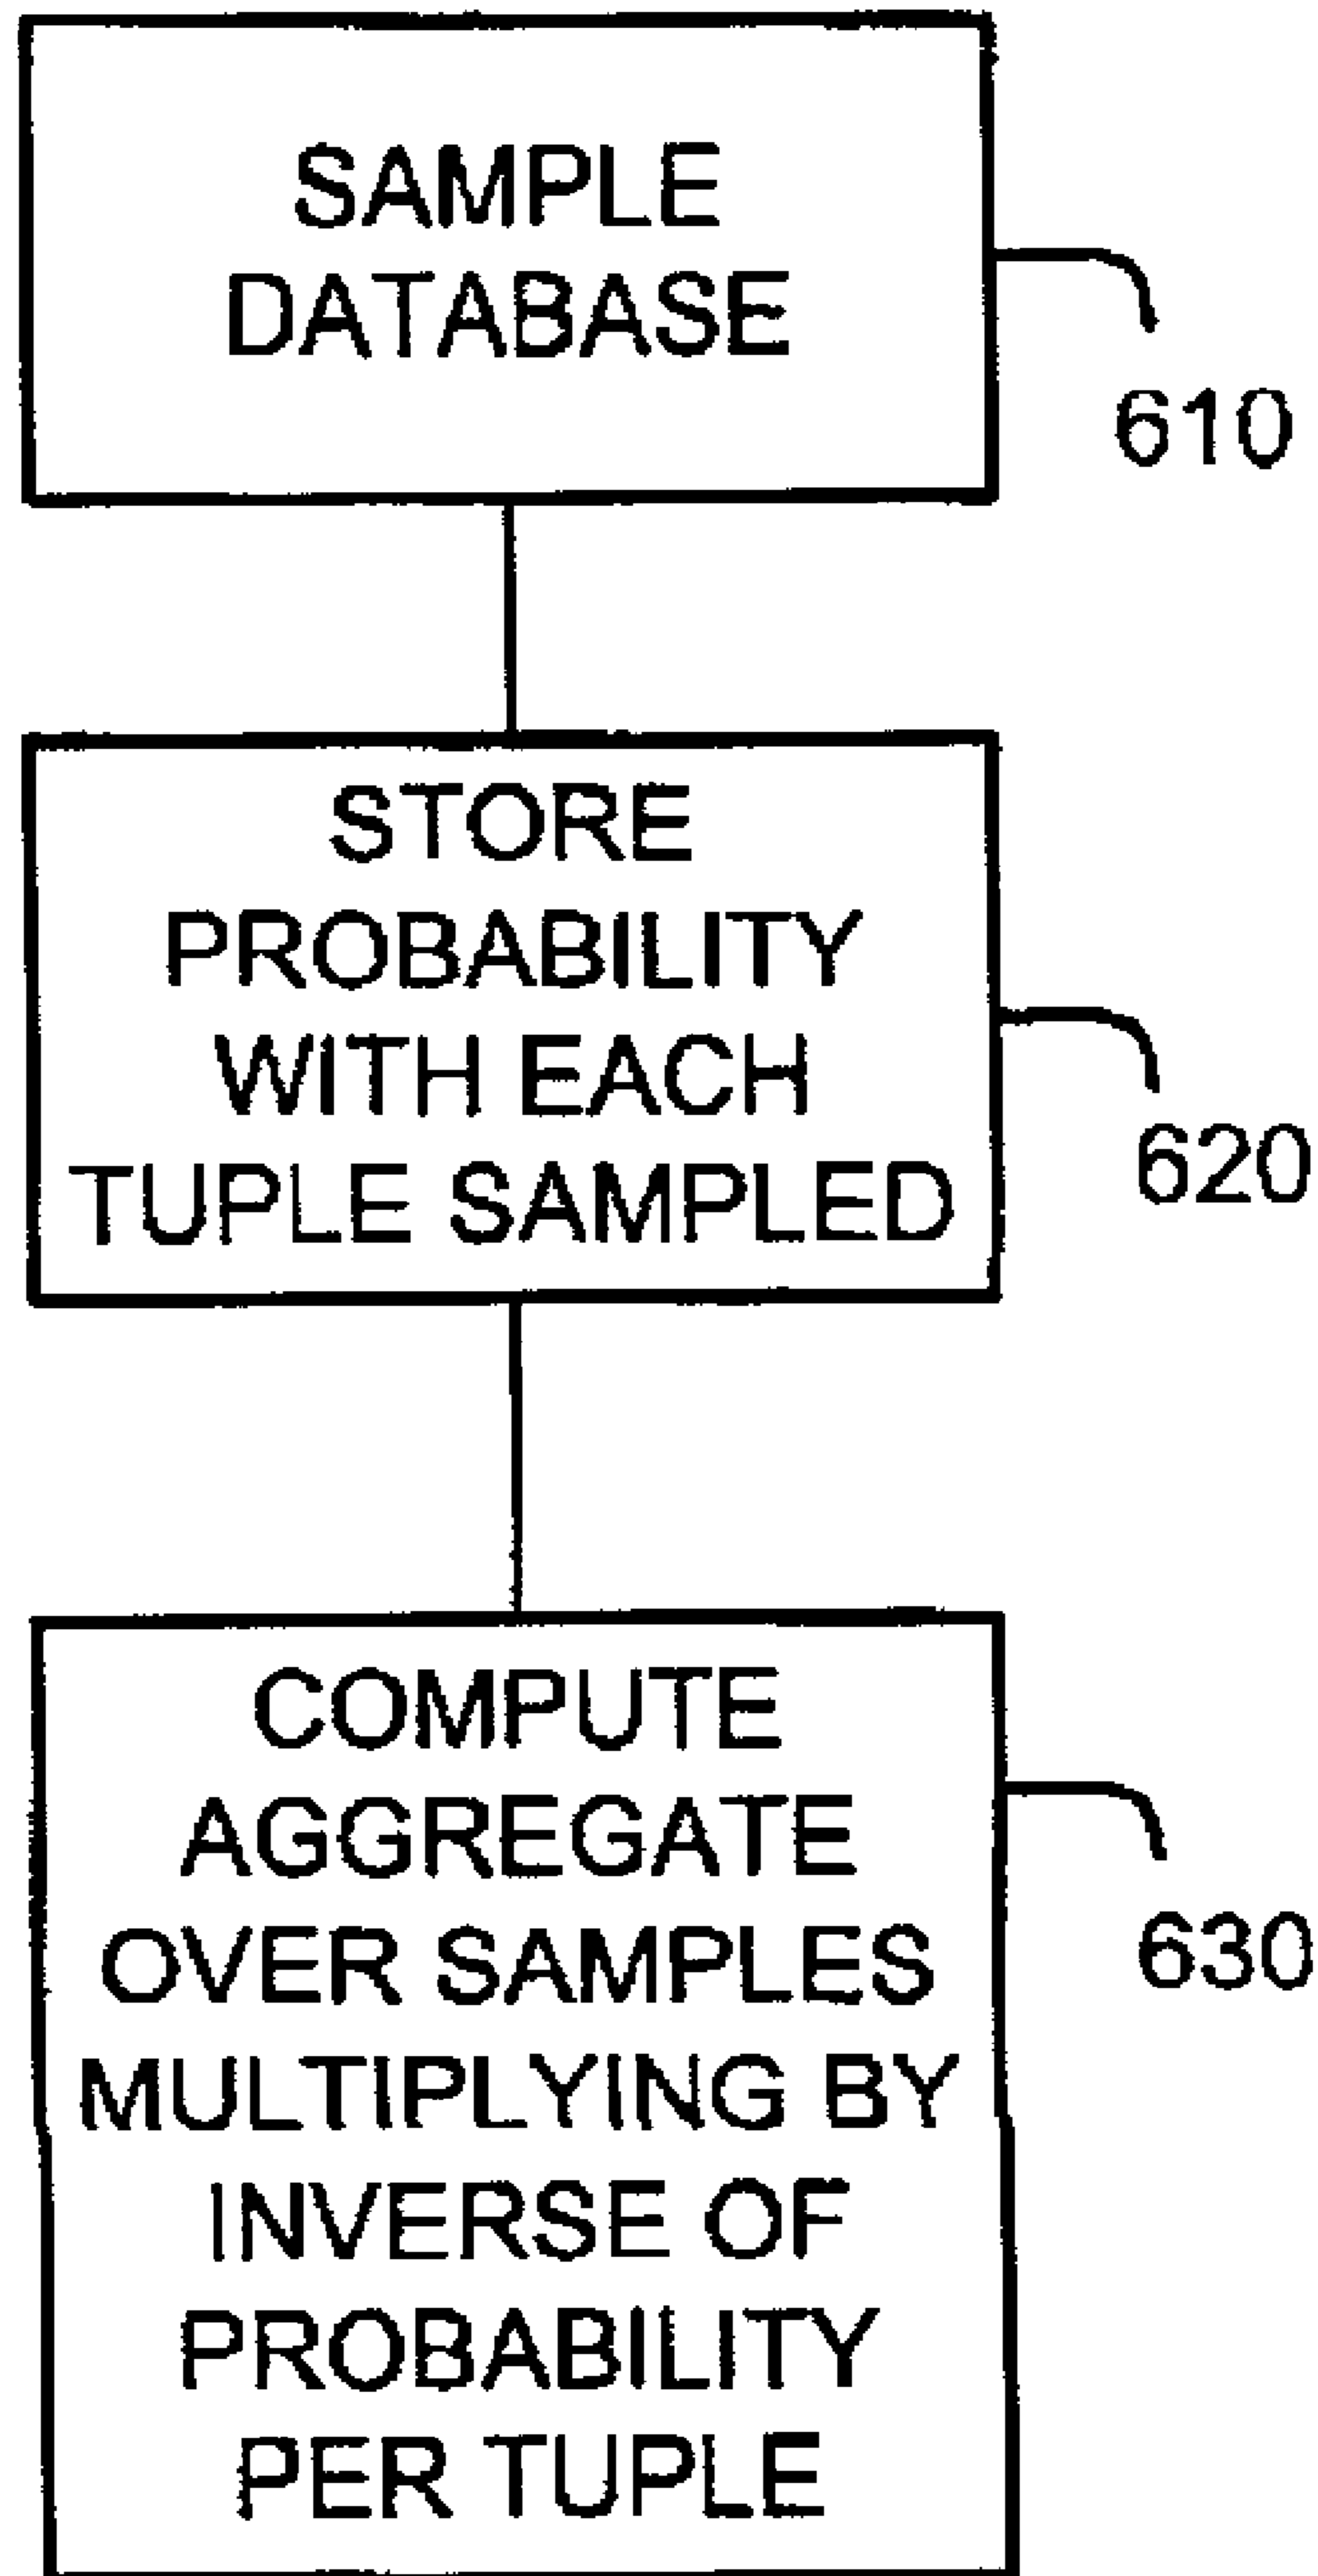 SAMPLE
DATABASE
610
STORE
PROBABILITY
WITH EACH
TUPLE SAMPLED
620
COMPUTE
AGGREGATE
OVER SAMPLES
MULTIPLYING BY
INVERSE OF
PROBABILITY
PER TUPLE
630